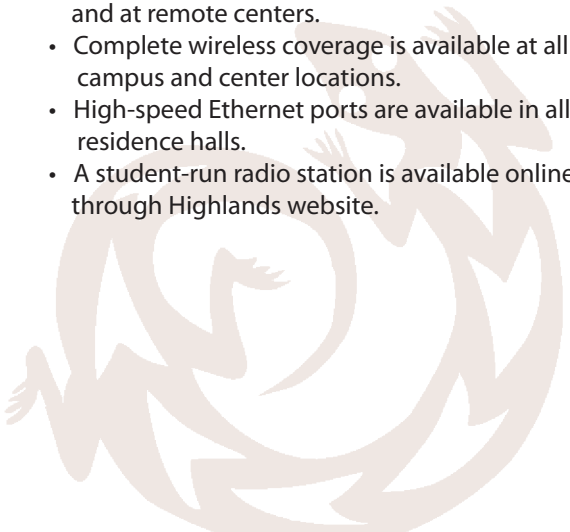 and at remote centers.
• Complete wireless coverage is available at all
campus and center locations.
• High-speed Ethernet ports are available in all
residence halls.
• A student-run radio station is available online
through Highlands website.